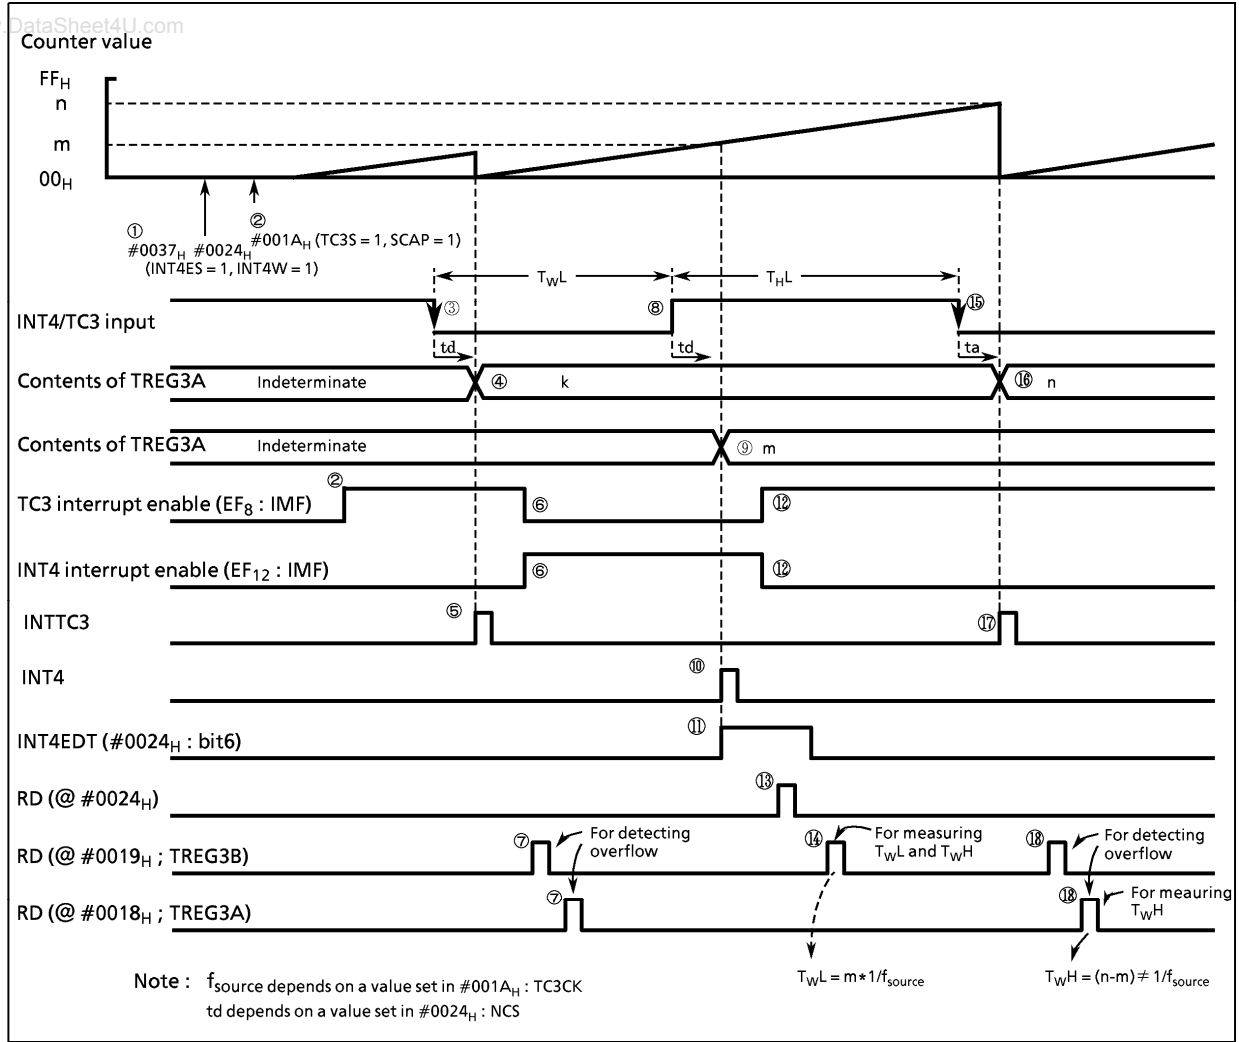 .DataSheet4U.com
Counter value
FFH
n
m
00H
①
#0037H #0024H
(INT4ES = 1, INT4W = 1)
②
#001AH (TC3S = 1, SCAP = 1)
TWL
THL
INT4/TC3 input
③
⑧
⑮
td
td
ta
Contents of TREG3A
Indeterminate
④
k
⑯ n
Contents of TREG3A
Indeterminate
⑨ m
TC3 interrupt enable (EF8 : IMF)
②
⑥
⑫
INT4 interrupt enable (EF12 : IMF)
⑥
⑫
INTTC3
⑤
⑰
INT4
⑩
INT4EDT (#0024H : bit6)
⑪
RD (@ #0024H)
⑬
RD (@ #0019H ; TREG3B)
⑦
For detecting
overflow
⑭
For measuring
TWL and TWH
⑱
For detecting
overflow
RD (@ #0018H ; TREG3A)
⑦
⑱
For meauring
TWH
TWL = m*1/fsource
TWH = (n-m) ≠ 1/fsource
Note : fsource depends on a value set in #001AH : TC3CK
td depends on a value set in #0024H : NCS